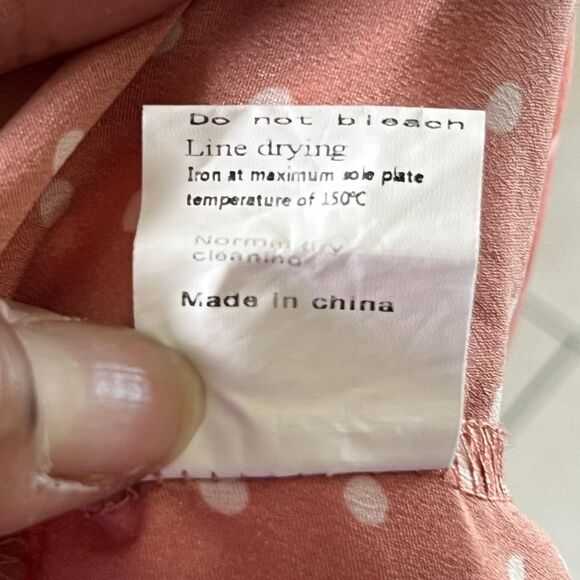 Do not bleach
Line drying
Iron at maximum sole plate
temperature of 150℃
Normal dry
cleaning
Made in china